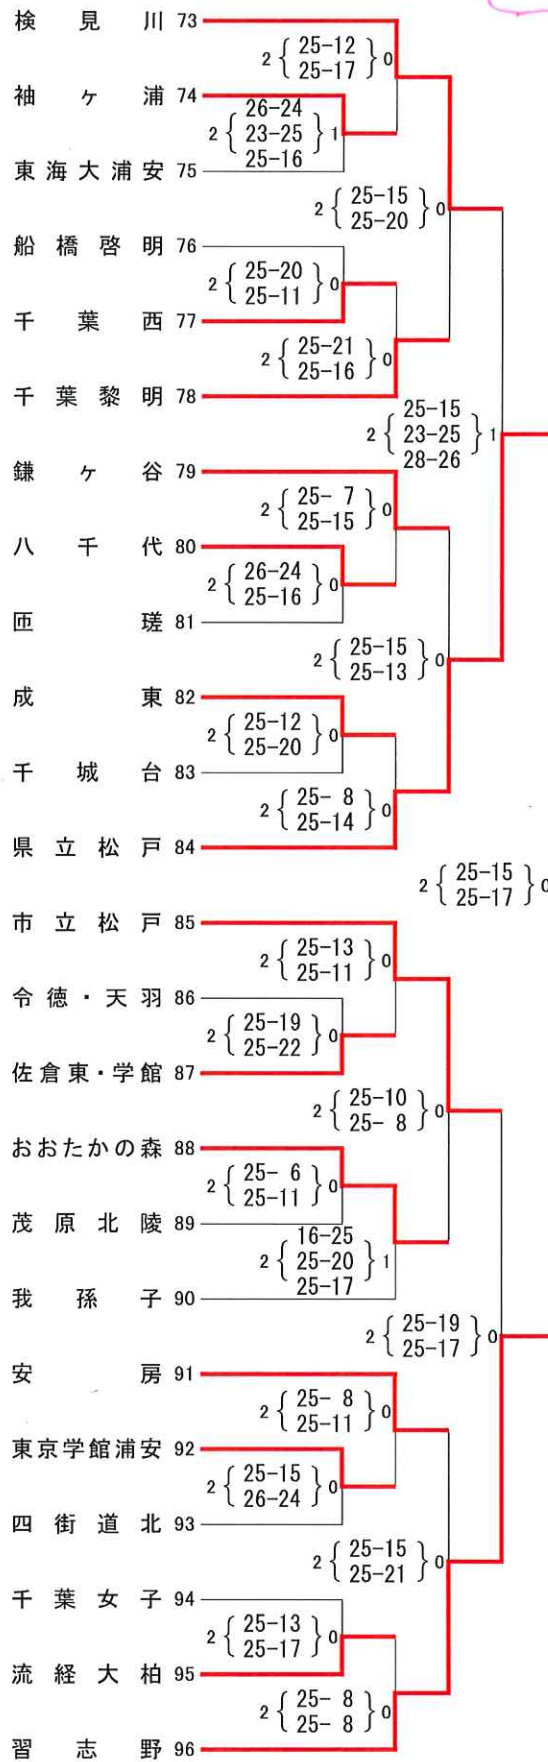 検見川 73
2 { 25-12 } 0
25-17
袖ヶ浦 74
26-24
2 { 23-25 } 1
25-16
東海大浦安 75
2 { 25-15 } 0
25-20
船橋啓明 76
2 { 25-20 } 0
25-11
千葉西 77
2 { 25-21 } 0
25-16
千葉黎明 78
25-15
2 { 23-25 } 1
28-26
鎌ヶ谷 79
2 { 25- 7 } 0
25-15
八千代 80
2 { 26-24 } 0
25-16
匝瑳 81
2 { 25-15 } 0
25-13
成東 82
2 { 25-12 } 0
25-20
千城台 83
2 { 25- 8 } 0
25-14
県立松戸 84
2 { 25-15 } 0
25-17
市立松戸 85
2 { 25-13 } 0
25-11
令徳・天羽 86
2 { 25-19 } 0
25-22
佐倉東・学館 87
2 { 25-10 } 0
25- 8
おおたかの森 88
2 { 25- 6 } 0
25-11
茂原北陵 89
16-25
2 { 25-20 } 1
25-17
我孫子 90
2 { 25-19 } 0
25-17
安房 91
2 { 25- 8 } 0
25-11
東京学館浦安 92
2 { 25-15 } 0
26-24
四街道北 93
2 { 25-15 } 0
25-21
千葉女子 94
2 { 25-13 } 0
25-17
流経大柏 95
2 { 25- 8 } 0
25- 8
習志野 96